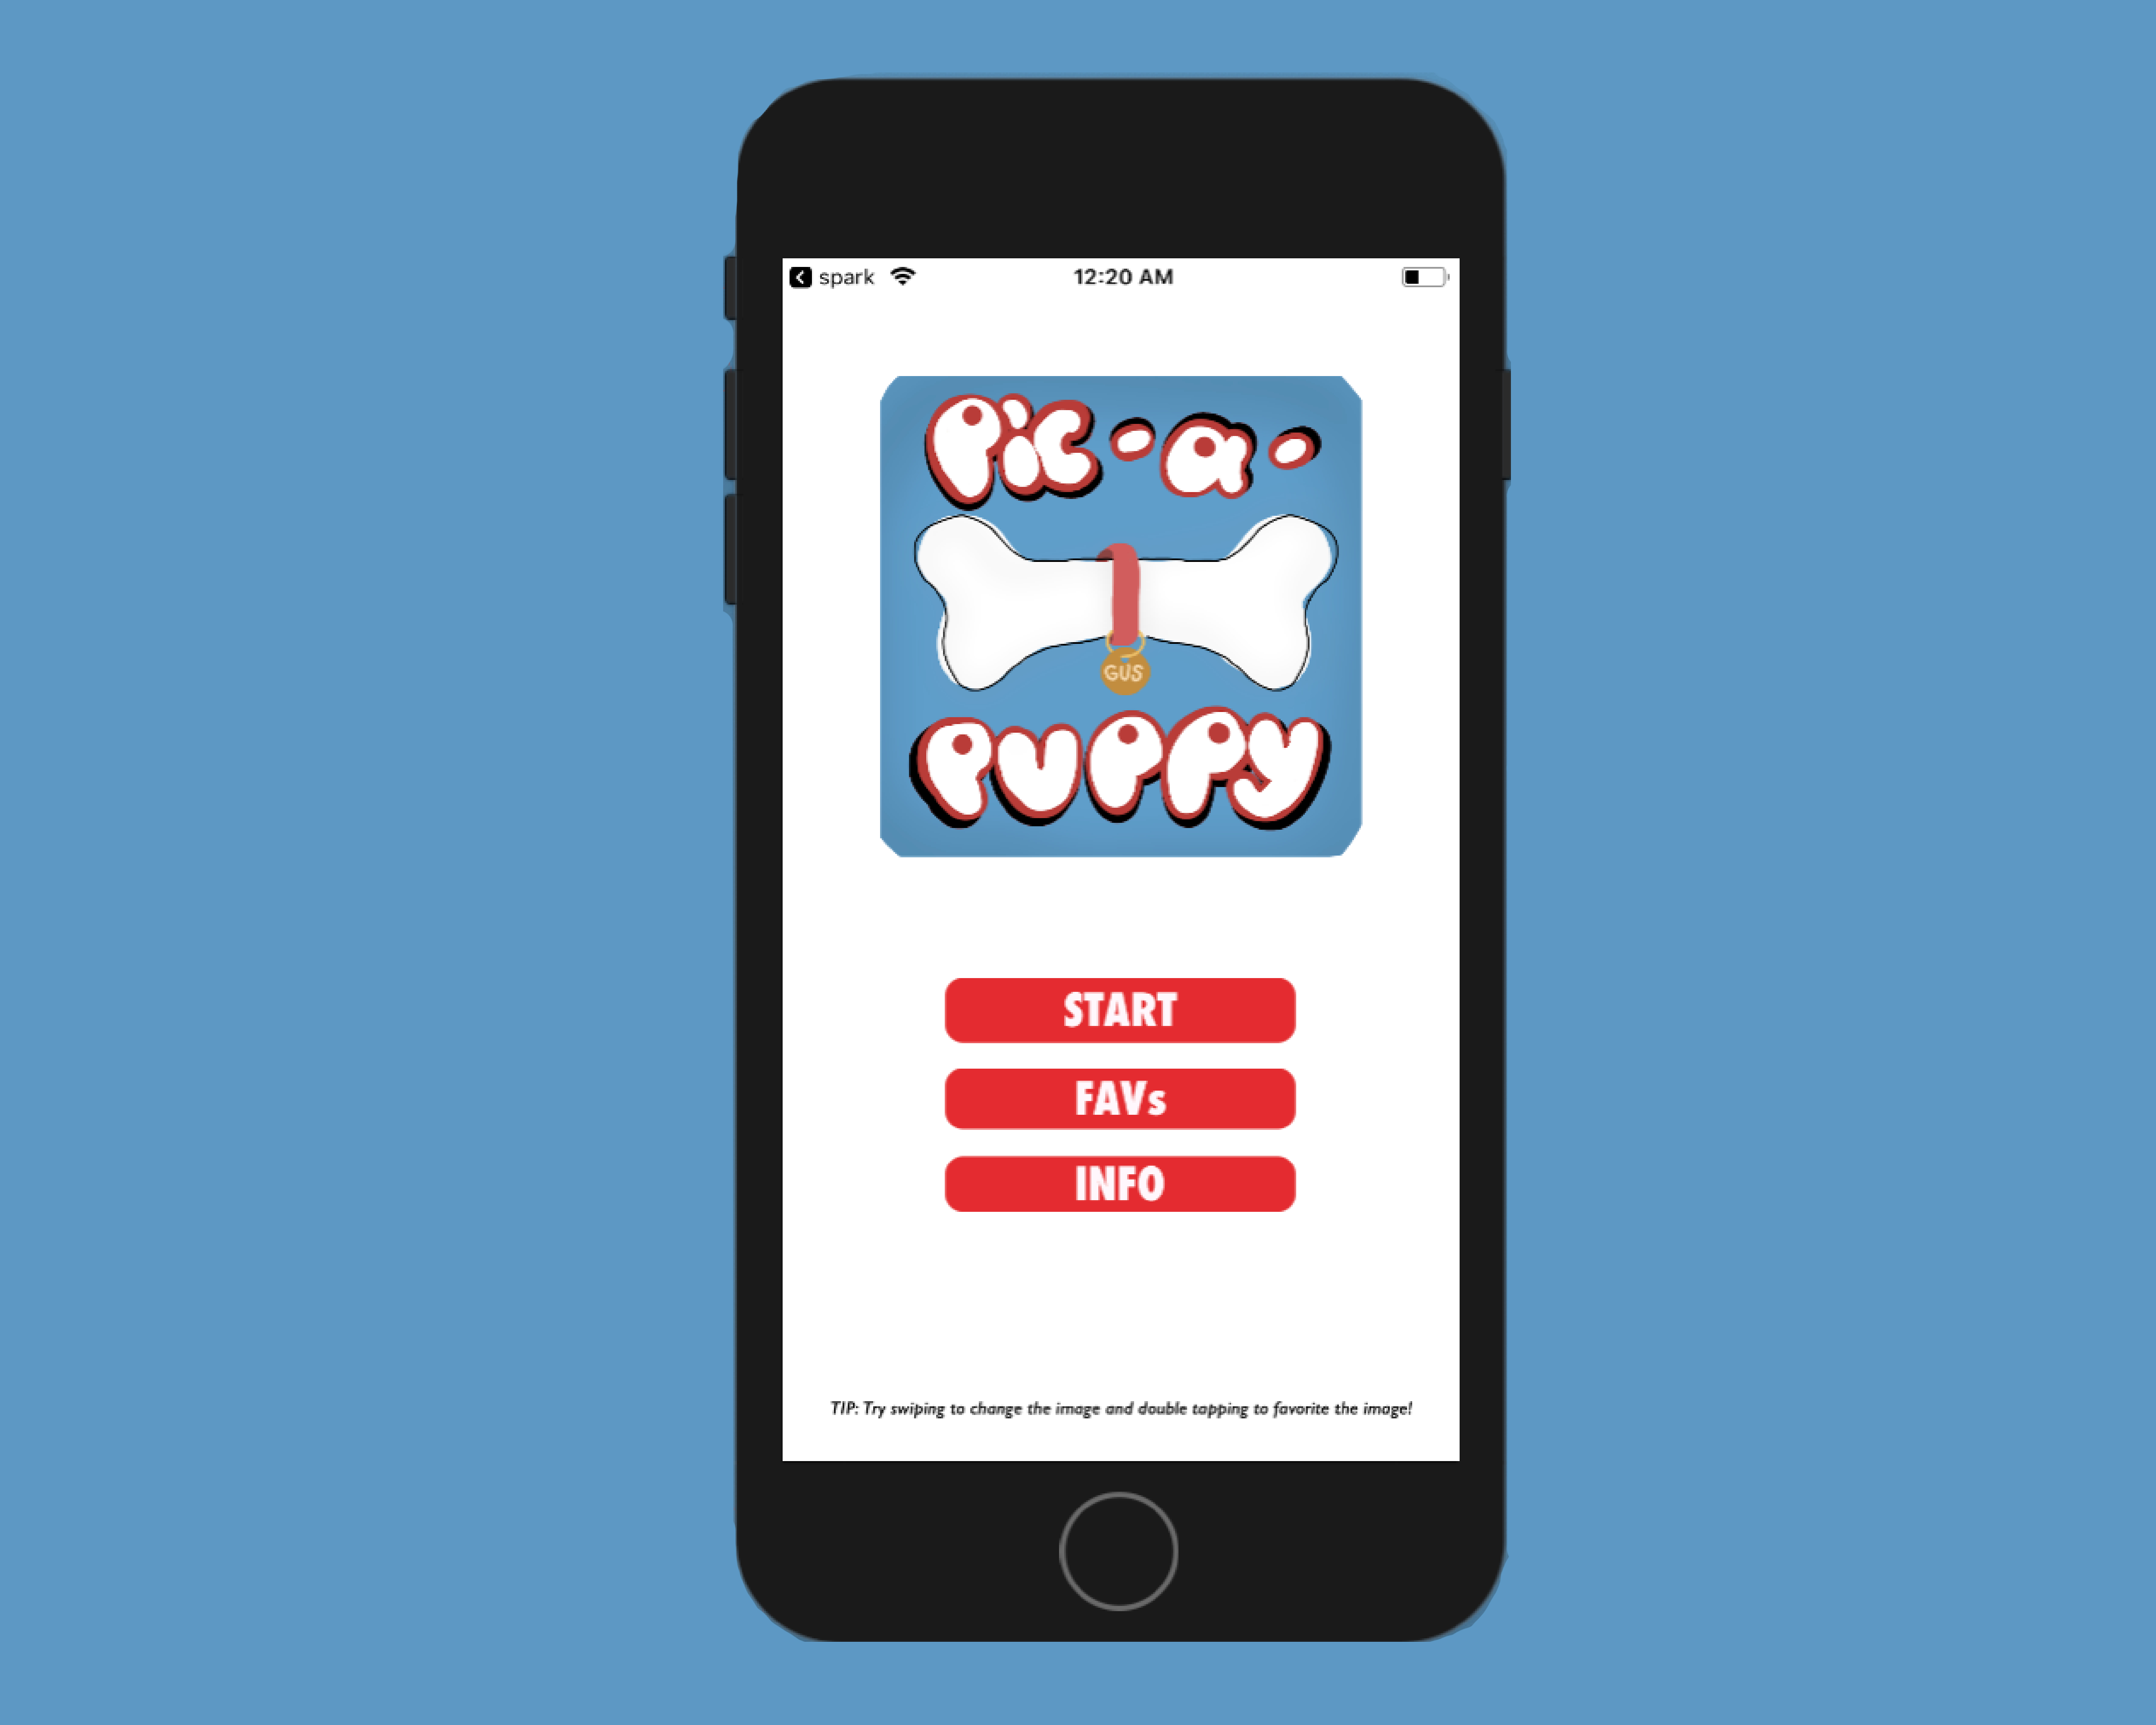 spark 12:20 AM
Pic-a-
GUS
PUPPY
START
FAVs
INFO
TIP: Try swiping to change the image and double tapping to favorite the image!